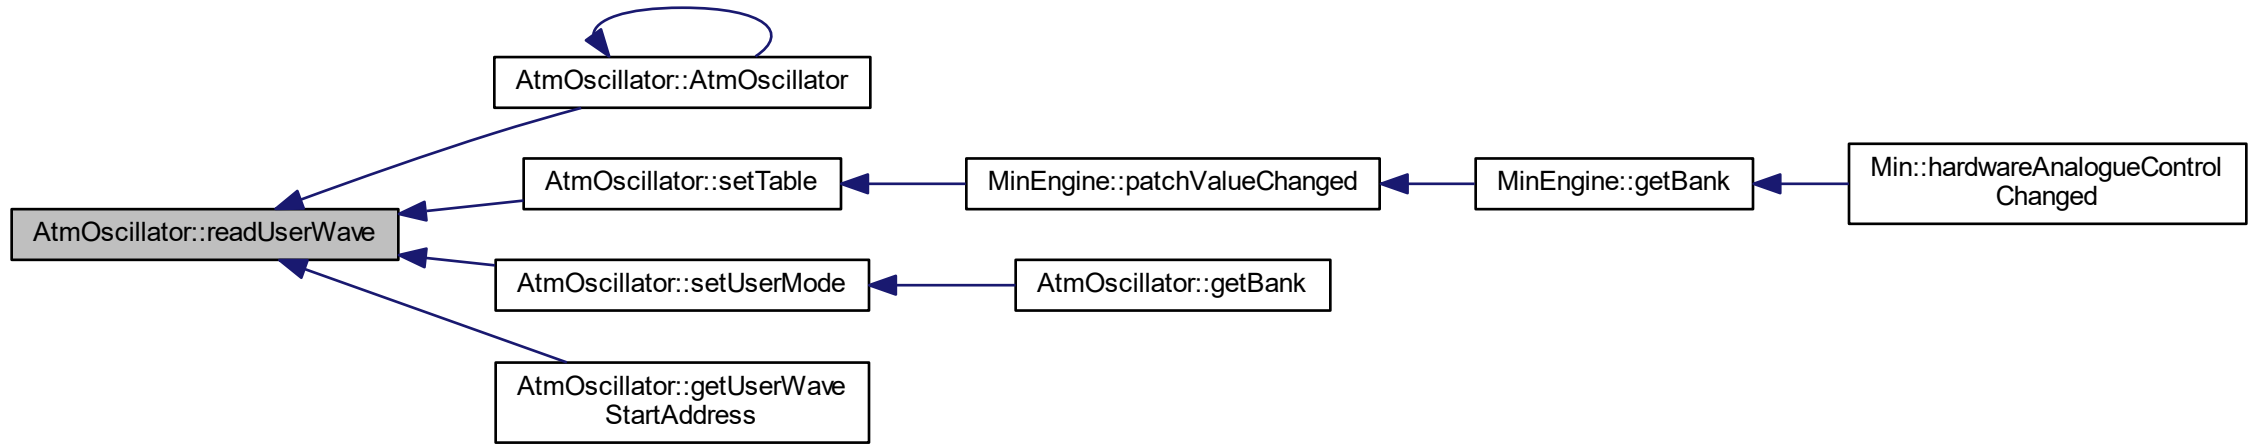 AtmOscillator::AtmOscillator
AtmOscillator::setTable
MinEngine::patchValueChanged
MinEngine::getBank
Min::hardwareAnalogueControl
Changed
AtmOscillator::readUserWave
AtmOscillator::setUserMode
AtmOscillator::getBank
AtmOscillator::getUserWave
StartAddress